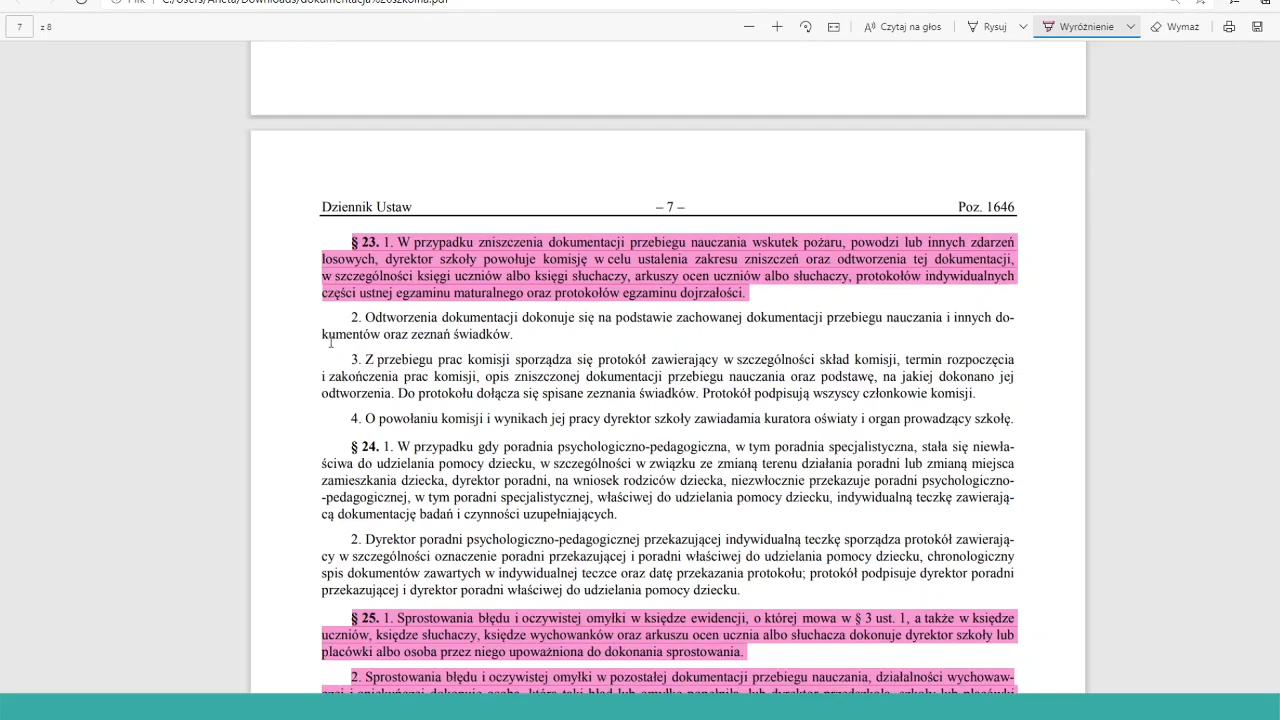 7
z 8
Czytaj na głos
Rysuj
Wyróżnienie
Wymaż
Dziennik Ustaw
– 7 –
Poz. 1646
§ 23. 1. W przypadku zniszczenia dokumentacji przebiegu nauczania wskutek pożaru, powodzi lub innych zdarzeń
losowych, dyrektor szkoły powołuje komisję w celu ustalenia zakresu zniszczeń oraz odtworzenia tej dokumentacji,
w szczególności księgi uczniów albo księgi słuchaczy, arkuszy ocen uczniów albo słuchaczy, protokołów indywidualnych
części ustnej egzaminu maturalnego oraz protokołów egzaminu dojrzałości.
2. Odtworzenia dokumentacji dokonuje się na podstawie zachowanej dokumentacji przebiegu nauczania i innych do-
kumentów oraz zeznań świadków.
3. Z przebiegu prac komisji sporządza się protokół zawierający w szczególności skład komisji, termin rozpoczęcia
i zakończenia prac komisji, opis zniszczonej dokumentacji przebiegu nauczania oraz podstawę, na jakiej dokonano jej
odtworzenia. Do protokołu dołącza się spisane zeznania świadków. Protokół podpisują wszyscy członkowie komisji.
4. O powołaniu komisji i wynikach jej pracy dyrektor szkoły zawiadamia kuratora oświaty i organ prowadzący szkołę.
§ 24. 1. W przypadku gdy poradnia psychologiczno-pedagogiczna, w tym poradnia specjalistyczna, stała się niewła-
ściwa do udzielania pomocy dziecku, w szczególności w związku ze zmianą terenu działania poradni lub zmianą miejsca
zamieszkania dziecka, dyrektor poradni, na wniosek rodziców dziecka, niezwłocznie przekazuje poradni psychologiczno-
-pedagogicznej, w tym poradni specjalistycznej, właściwej do udzielania pomocy dziecku, indywidualną teczkę zawierają-
cą dokumentację badań i czynności uzupełniających.
2. Dyrektor poradni psychologiczno-pedagogicznej przekazującej indywidualną teczkę sporządza protokół zawierają-
cy w szczególności oznaczenie poradni przekazującej i poradni właściwej do udzielania pomocy dziecku, chronologiczny
spis dokumentów zawartych w indywidualnej teczce oraz datę przekazania protokołu; protokół podpisuje dyrektor poradni
przekazującej i dyrektor poradni właściwej do udzielania pomocy dziecku.
§ 25. 1. Sprostowania błędu i oczywistej omyłki w księdze ewidencji, o której mowa w § 3 ust. 1, a także w księdze
uczniów, księdze słuchaczy, księdze wychowanków oraz arkuszu ocen ucznia albo słuchacza dokonuje dyrektor szkoły lub
placówki albo osoba przez niego upoważniona do dokonania sprostowania.
2. Sprostowania błędu i oczywistej omyłki w pozostałej dokumentacji przebiegu nauczania, działalności wychowaw-